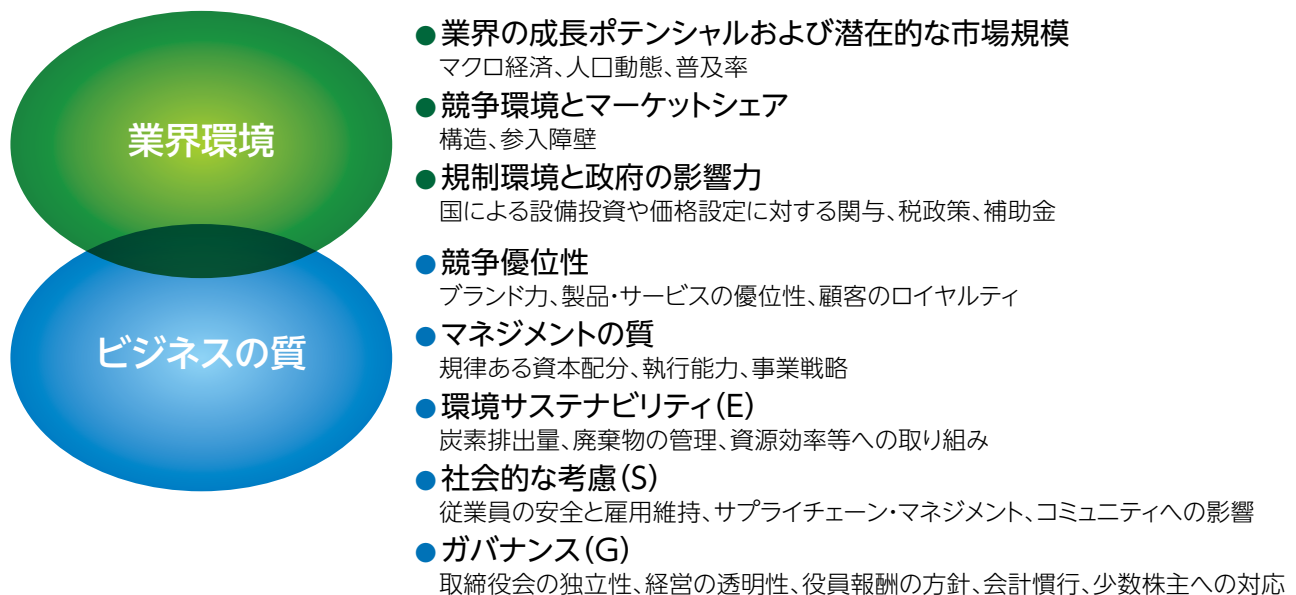 業界環境
ビジネスの質
●業界の成長ポテンシャルおよび潜在的な市場規模
マクロ経済、人口動態、普及率
●競争環境とマーケットシェア
構造、参入障壁
●規制環境と政府の影響力
国による設備投資や価格設定に対する関与、税政策、補助金
●競争優位性
ブランド力、製品・サービスの優位性、顧客のロイヤルティ
●マネジメントの質
規律ある資本配分、執行能力、事業戦略
●環境サステナビリティ(E)
炭素排出量、廃棄物の管理、資源効率等への取り組み
●社会的な考慮(S)
従業員の安全と雇用維持、サプライチェーン・マネジメント、コミュニティへの影響
●ガバナンス(G)
取締役会の独立性、経営の透明性、役員報酬の方針、会計慣行、少数株主への対応